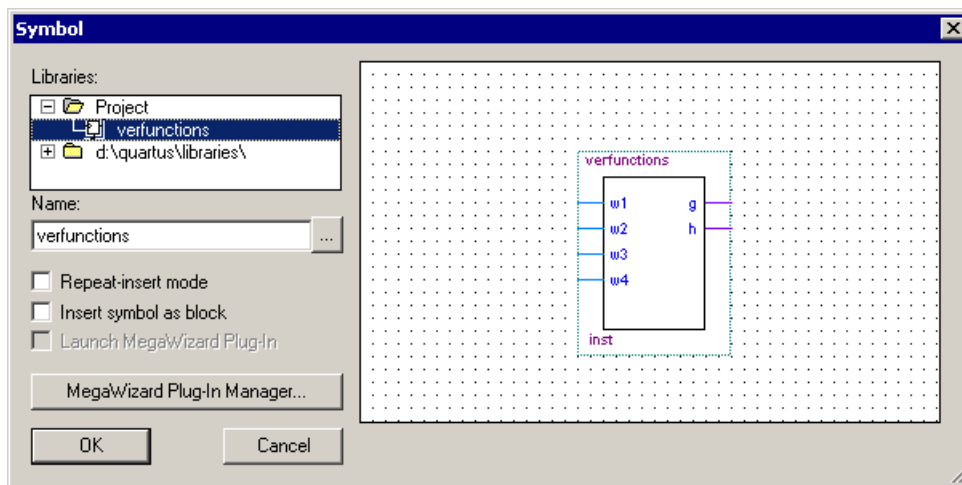 Symbol
Libraries:
Project
verfunctions
d:\quartus\libraries\
Name:
verfunctions
...
Repeat-insert mode
Insert symbol as block
Launch MegaWizard Plug-In
MegaWizard Plug-In Manager...
OK
Cancel
verfunctions
w1 g
w2 h
w3
w4
inst